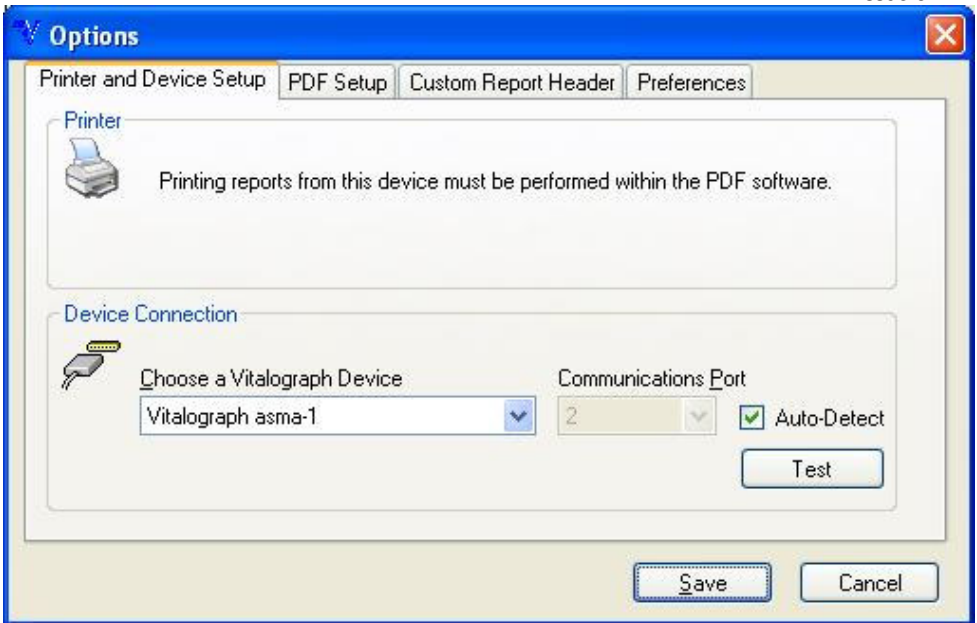 Options
Printer and Device Setup PDF Setup Custom Report Header Preferences
Printer
Printing reports from this device must be performed within the PDF software.
Device Connection
Choose a Vitalograph Device Communications Port
Vitalograph asma-1 2 Auto-Detect
Test
Save Cancel